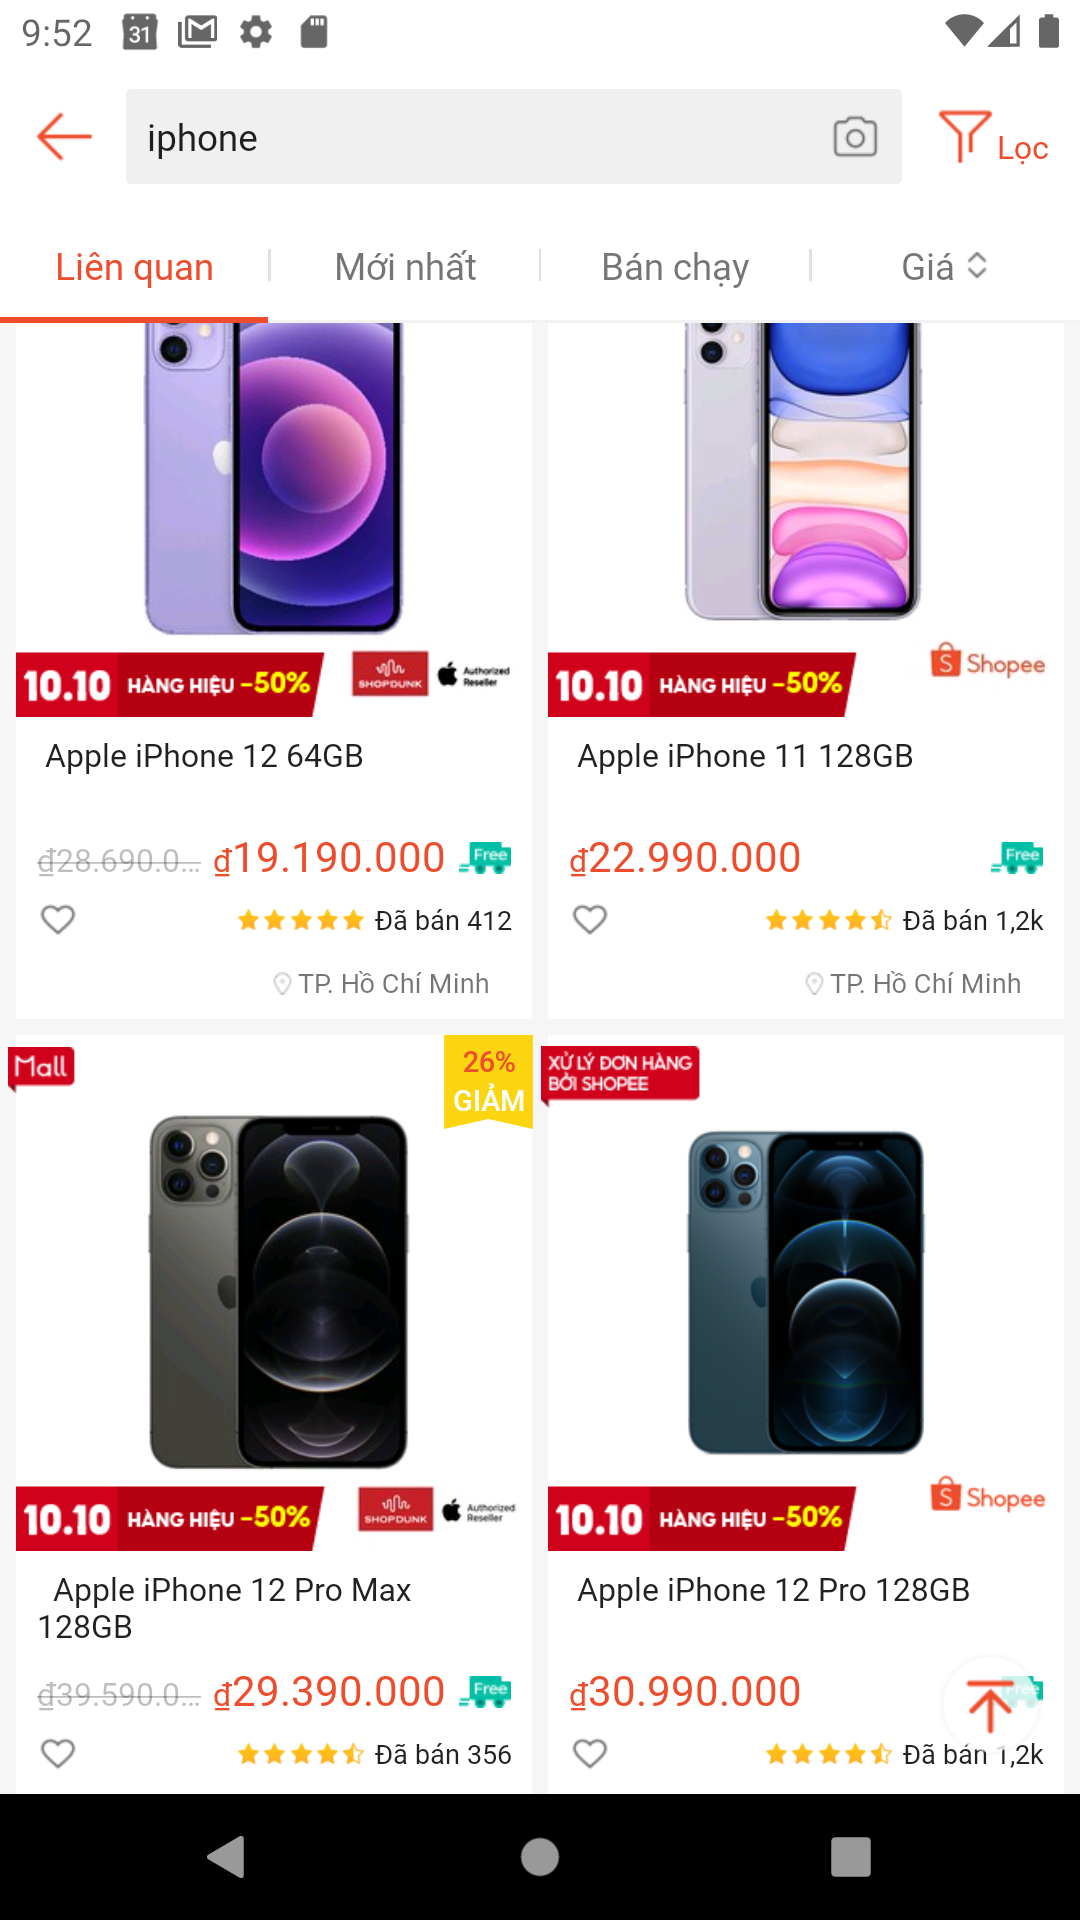 9:52
31
iphone
Lọc
Liên quan
Mới nhất
Bán chạy
Giá
10.10 HÀNG HIỆU -50%
SHOPDUNK
Authorized
Reseller
10.10 HÀNG HIỆU -50%
Shopee
Apple iPhone 12 64GB
Apple iPhone 11 128GB
₫28.690.0...
₫19.190.000
Free
₫22.990.000
Free
Đã bán 412
Đã bán 1,2k
TP. Hồ Chí Minh
TP. Hồ Chí Minh
Mall
26%
GIẢM
XỬ LÝ ĐƠN HÀNG
BỞI SHOPEE
10.10 HÀNG HIỆU -50%
SHOPDUNK
Authorized
Reseller
10.10 HÀNG HIỆU -50%
Shopee
Apple iPhone 12 Pro Max
128GB
Apple iPhone 12 Pro 128GB
₫39.590.0...
₫29.390.000
Free
₫30.990.000
Free
Đã bán 356
Đã bán 1,2k